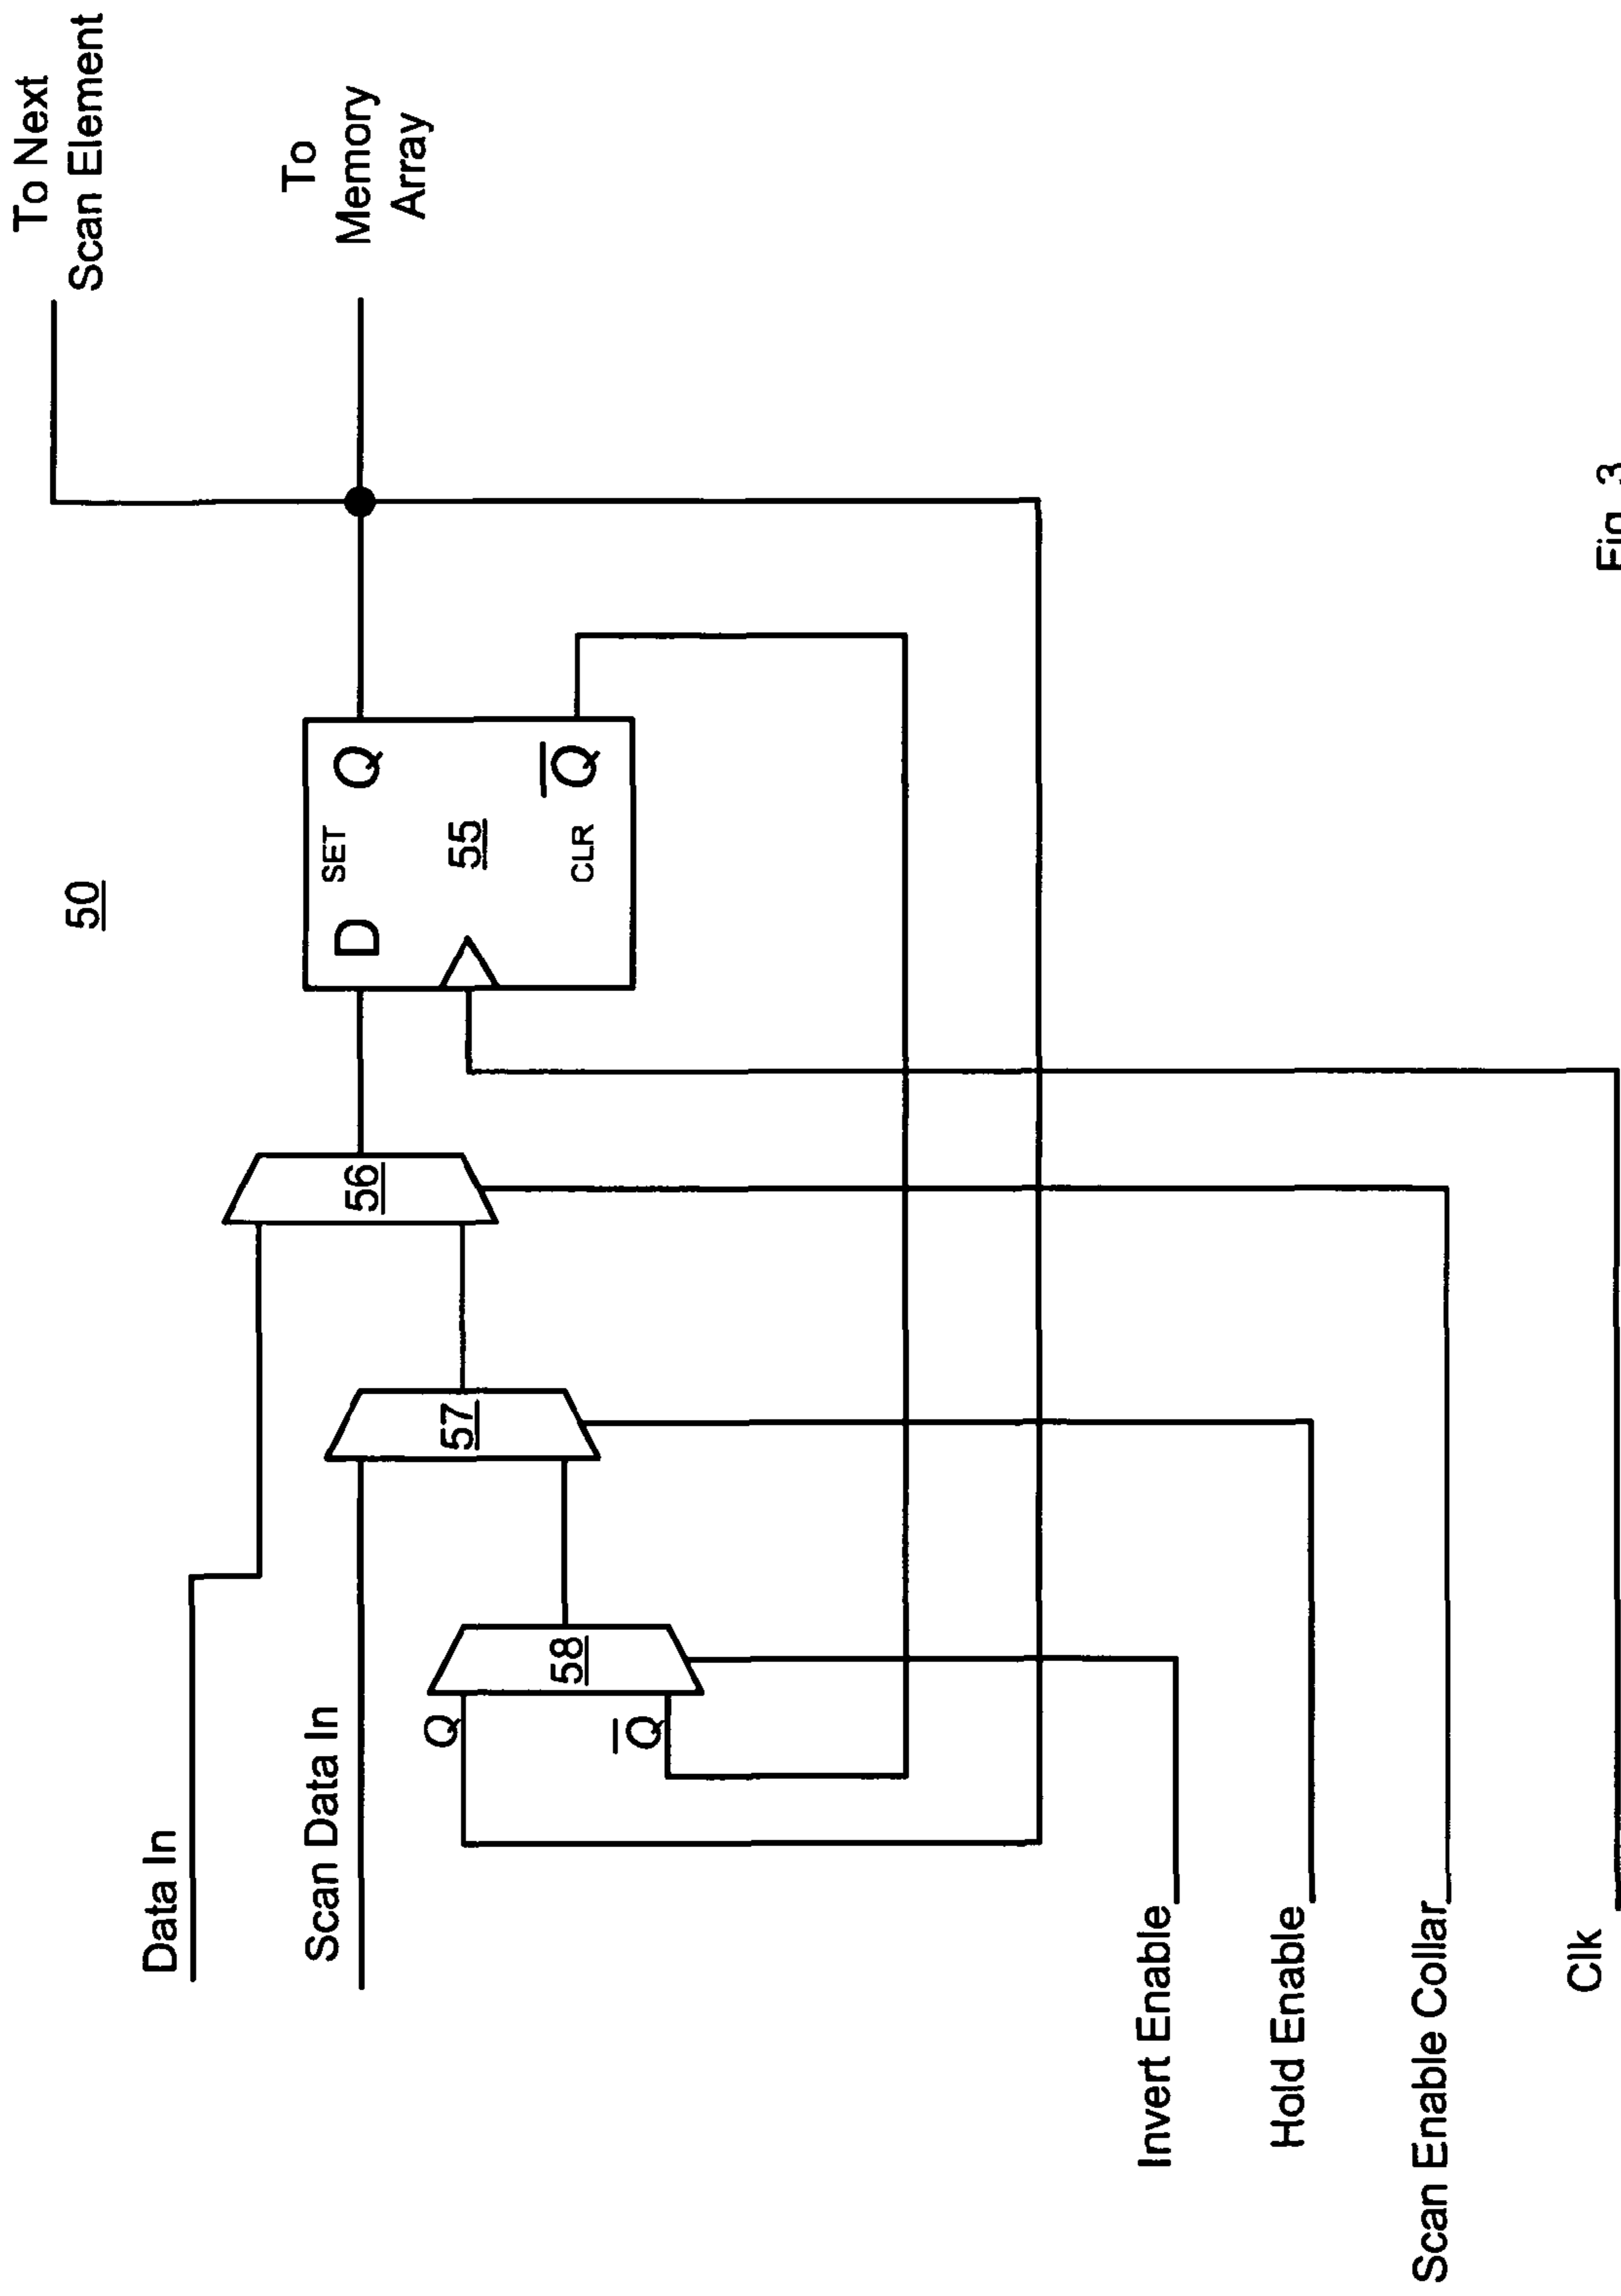 50
To Next
Scan Element
To
Memory
Array
Data In
Scan Data In
Q
Q
58
57
56
D
SET
Q
55
CLR
Q
Invert Enable
Hold Enable
Scan Enable Collar
Clk
Fig. 3